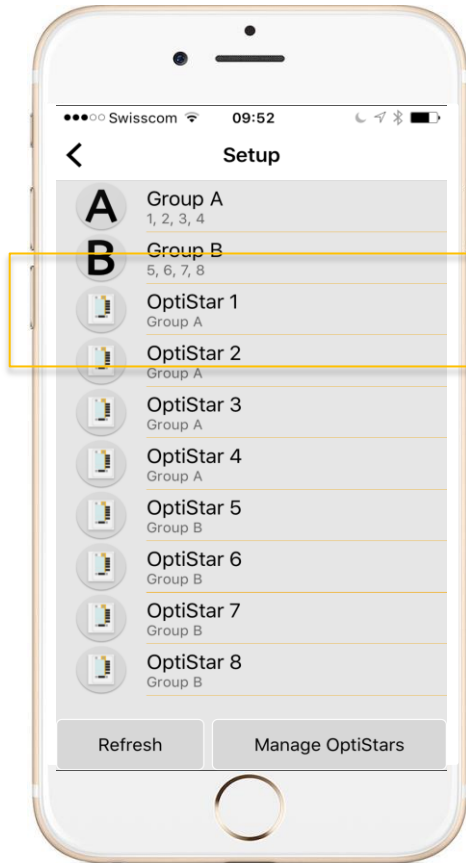 Swisscom 09:52
Setup
A Group A
1, 2, 3, 4
B Group B
5, 6, 7, 8
OptiStar 1
Group A
OptiStar 2
Group A
OptiStar 3
Group A
OptiStar 4
Group A
OptiStar 5
Group B
OptiStar 6
Group B
OptiStar 7
Group B
OptiStar 8
Group B
Refresh Manage OptiStars